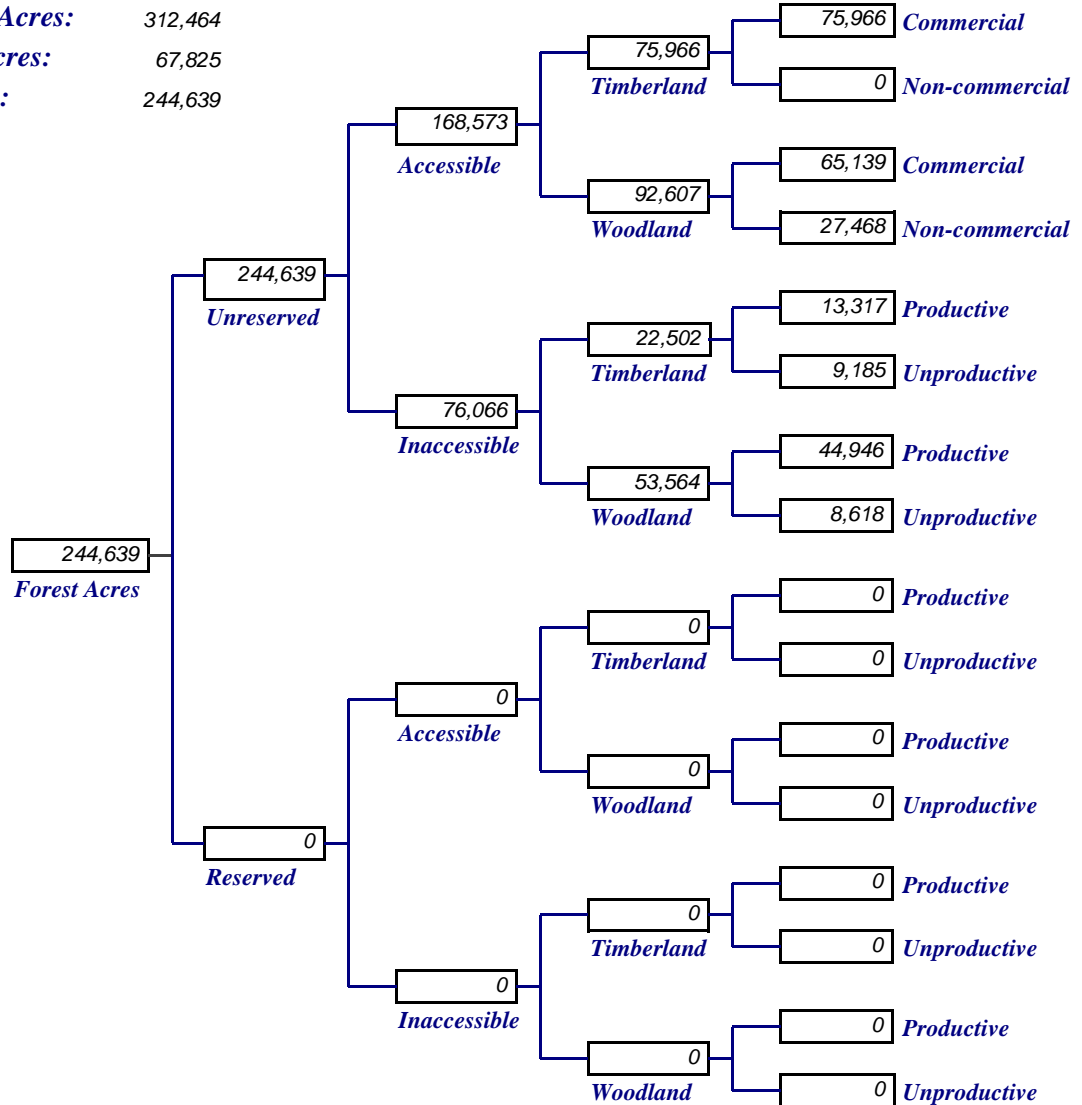 Acres: 312,464
cres: 67,825
: 244,639
244,639
Forest Acres
244,639
Unreserved
0
Reserved
168,573
Accessible
76,066
Inaccessible
0
Accessible
0
Inaccessible
75,966
Timberland
92,607
Woodland
22,502
Timberland
53,564
Woodland
0
Timberland
0
Woodland
0
Timberland
0
Woodland
75,966 Commercial
0 Non-commercial
65,139 Commercial
27,468 Non-commercial
13,317 Productive
9,185 Unproductive
44,946 Productive
8,618 Unproductive
0 Productive
0 Unproductive
0 Productive
0 Unproductive
0 Productive
0 Unproductive
0 Productive
0 Unproductive